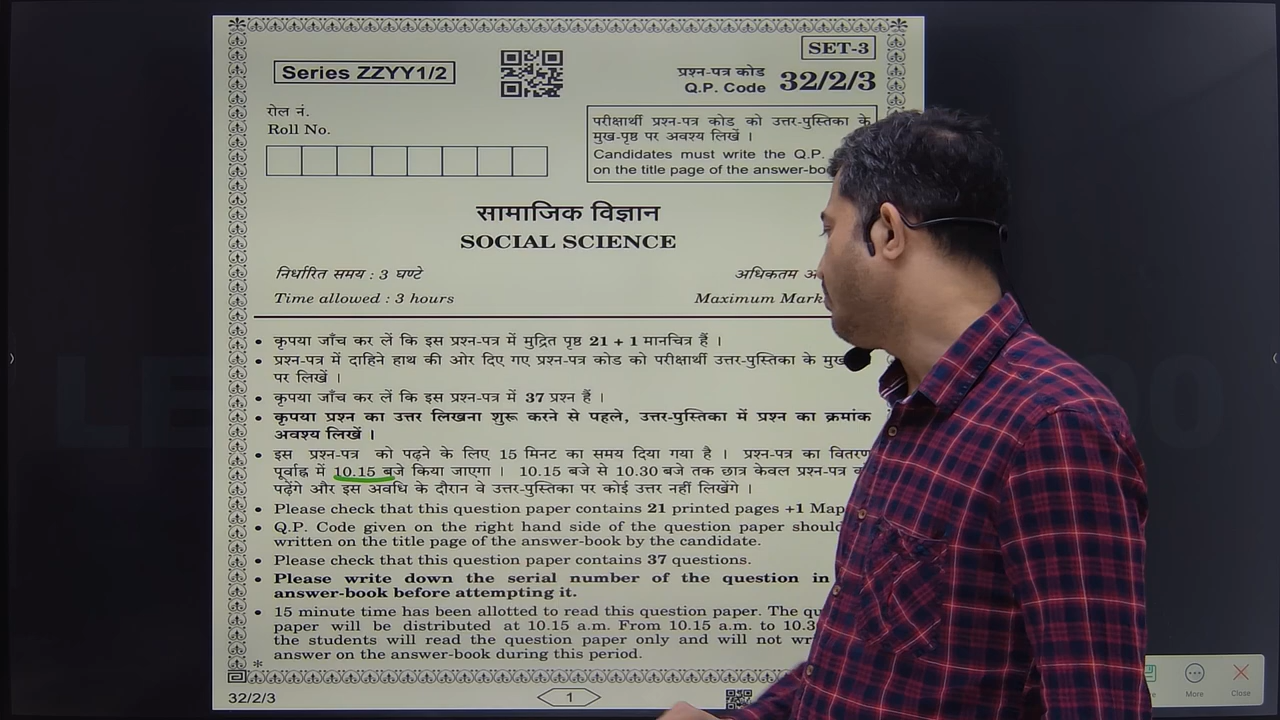 SET-3
Series ZZYY1/2
प्रश्न-पत्र कोड
Q.P. Code 32/2/3
रोल नं.
Roll No.
परीक्षार्थी प्रश्न-पत्र कोड को उत्तर-पुस्तिका के
मुख-पृष्ठ पर अवश्य लिखें ।
Candidates must write the Q.P.
on the title page of the
सामाजिक विज्ञान
SOCIAL SCIENCE
निर्धारित समय : 3 घण्टे
अधिकतम
Time allowed : 3 hours
Maximum
• कृपया जाँच कर लें कि इस प्रश्न-पत्र में मुद्रित पृष्ठ 21 + 1 मानचित्र हैं ।
• प्रश्न-पत्र में दाहिने हाथ की ओर दिए गए प्रश्न-पत्र कोड को परीक्षार्थी उत्तर-पुस्तिका के
पर लिखें ।
• कृपया जाँच कर लें कि इस प्रश्न-पत्र में 37 प्रश्न हैं ।
• कृपया प्रश्न का उत्तर लिखना शुरू करने से पहले, उत्तर-पुस्तिका में प्रश्न का क्रमांक
अवश्य लिखें ।
• इस प्रश्न-पत्र को पढ़ने के लिए 15 मिनट का समय दिया गया है । प्रश्न-पत्र का वितरण
पूर्वाह्न में 10.15 बजे किया जाएगा । 10.15 बजे से 10.30 बजे तक छात्र केवल प्रश्न-पत्र
पढ़ेंगे और इस अवधि के दौरान वे उत्तर-पुस्तिका पर कोई उत्तर नहीं लिखेंगे ।
• Please check that this question paper contains 21 printed pages +1 Map
• Q.P. Code given on the right hand side of the question paper
written on the title page of the answer-book by the candidate.
• Please check that this question paper contains 37 questions.
• Please write down the serial number of the question in
answer-book before attempting it.
• 15 minute time has been allotted to read this question paper. The
paper will be distributed at 10.15 a.m. From 10.15 a.m. to
the students will read the question paper only and will not
answer on the answer-book during this period.
*
32/2/3
1
More
Close